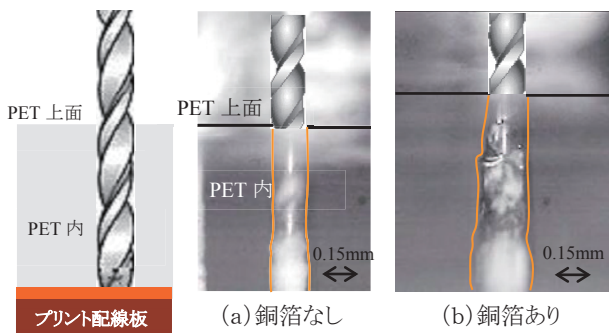 PET 上面
PET 内
プリント配線板
PET 上面
PET 内
0.15mm
(a)銅箔なし
0.15mm
(b)銅箔あり